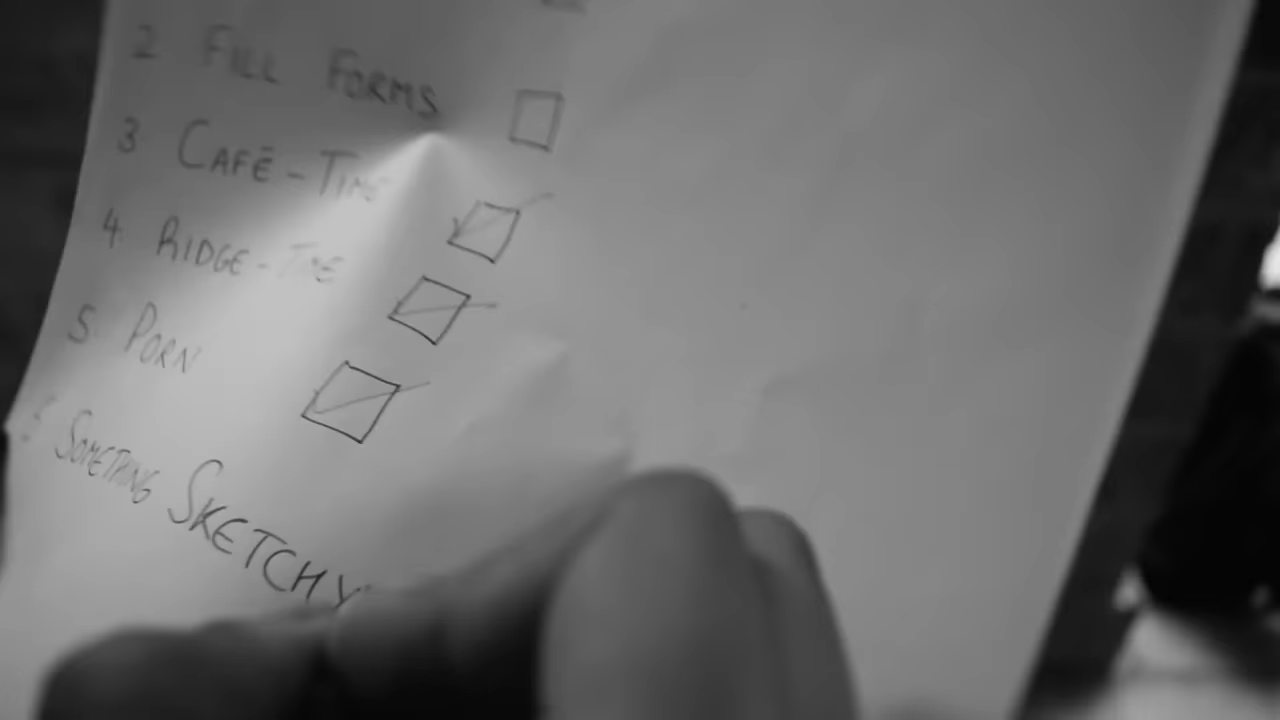 2 FILL FORMS
3 CAFÉ-TIME
4. RIDGE-TIME
5. PORN
SOMETHING SKETCHY